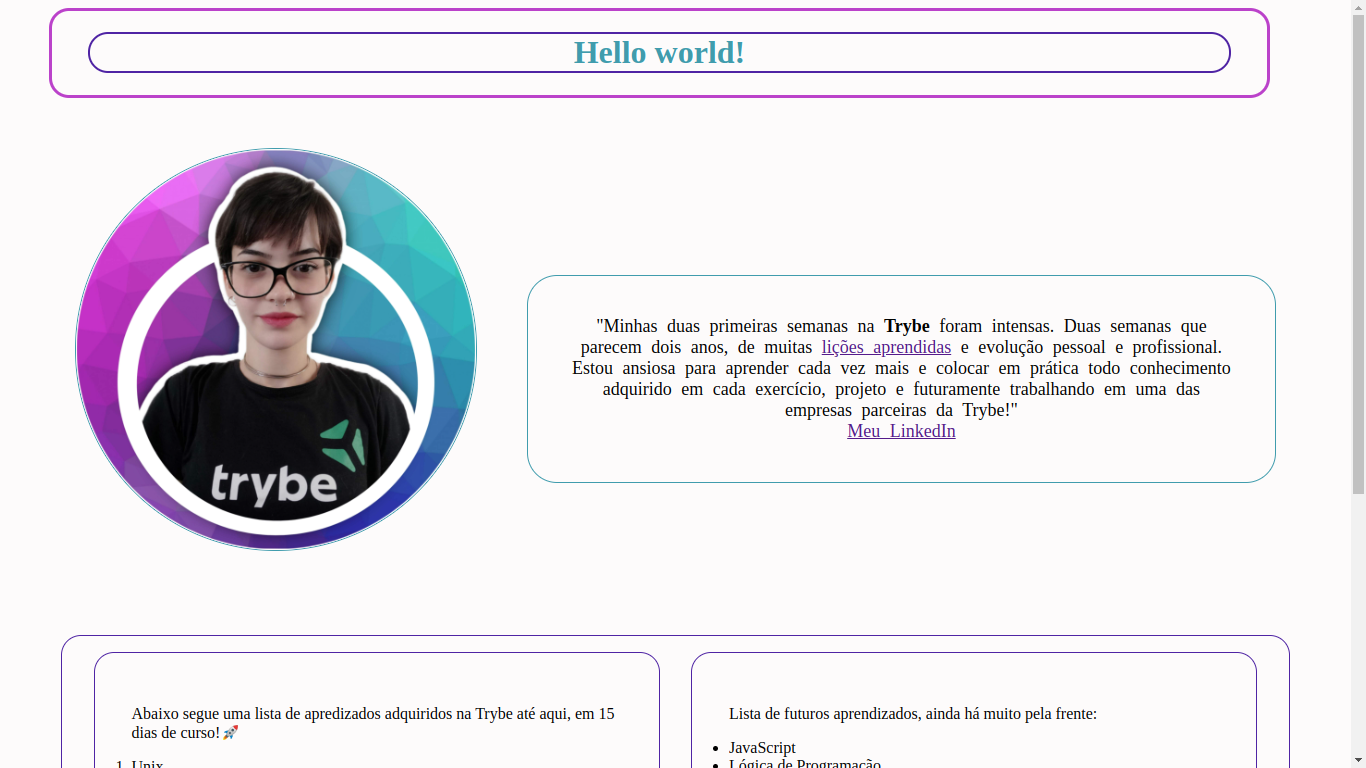 Hello world!
trybe
"Minhas duas primeiras semanas na Trybe foram intensas. Duas semanas que
parecem dois anos, de muitas lições aprendidas e evolução pessoal e profissional.
Estou ansiosa para aprender cada vez mais e colocar em prática todo conhecimento
adquirido em cada exercício, projeto e futuramente trabalhando em uma das
empresas parceiras da Trybe!"
Meu LinkedIn
Abaixo segue uma lista de apredizados adquiridos na Trybe até aqui, em 15
dias de curso! 🚀
1. Unix
Lista de futuros aprendizados, ainda há muito pela frente:
• JavaScript
• Lógica de Programação